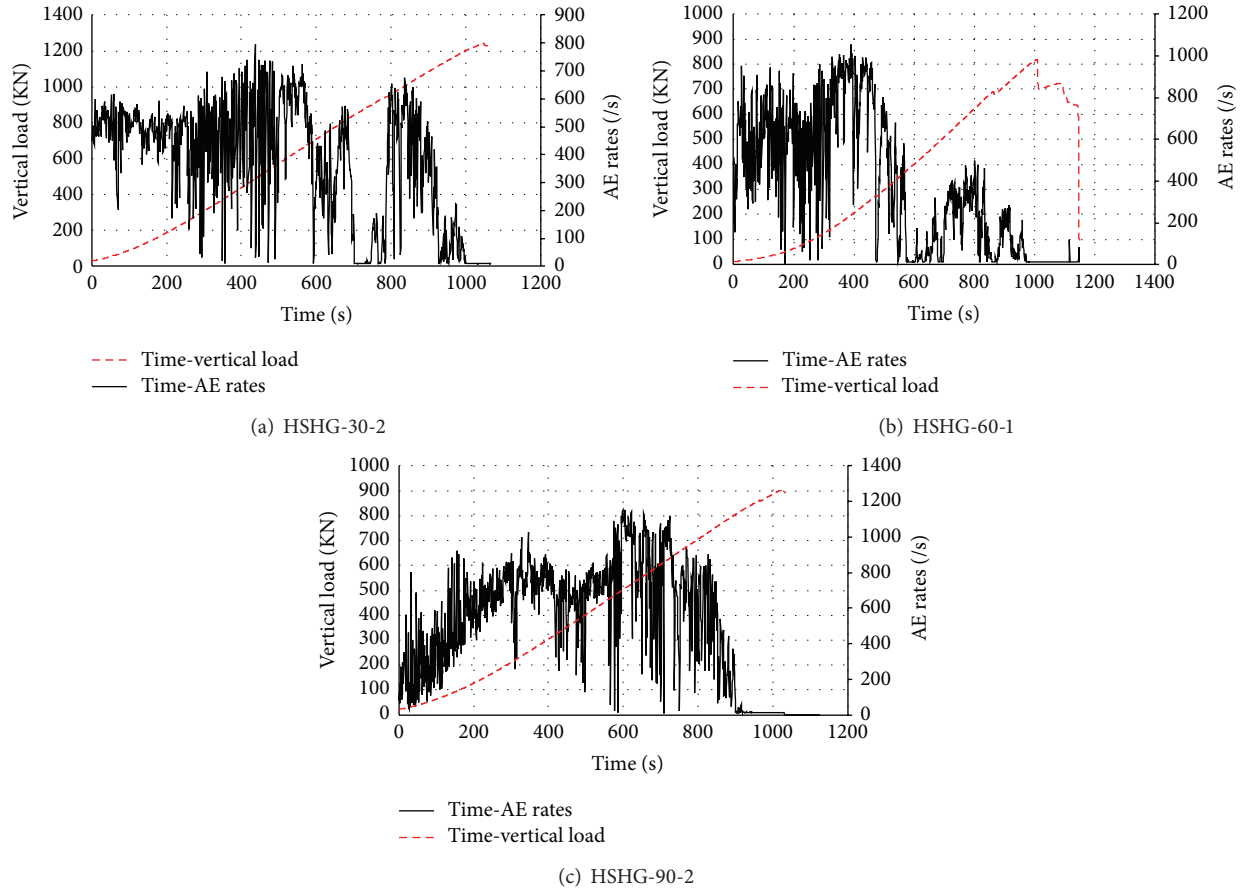 1400
1200
1000
800
600
400
200
0
Vertical load (KN)
900
800
700
600
500
400
300
200
100
0
AE rates (/s)
0 200 400 600 800 1000 1200
Time (s)
Time-vertical load
Time-AE rates
(a) HSHG-30-2
1000
900
800
700
600
500
400
300
200
100
0
Vertical load (KN)
1200
1000
800
600
400
200
0
AE rates (/s)
0 200 400 600 800 1000 1200 1400
Time (s)
Time-AE rates
Time-vertical load
(b) HSHG-60-1
1000
900
800
700
600
500
400
300
200
100
0
Vertical load (KN)
1400
1200
1000
800
600
400
200
0
AE rates (/s)
0 200 400 600 800 1000 1200
Time (s)
Time-AE rates
Time-vertical load
(c) HSHG-90-2